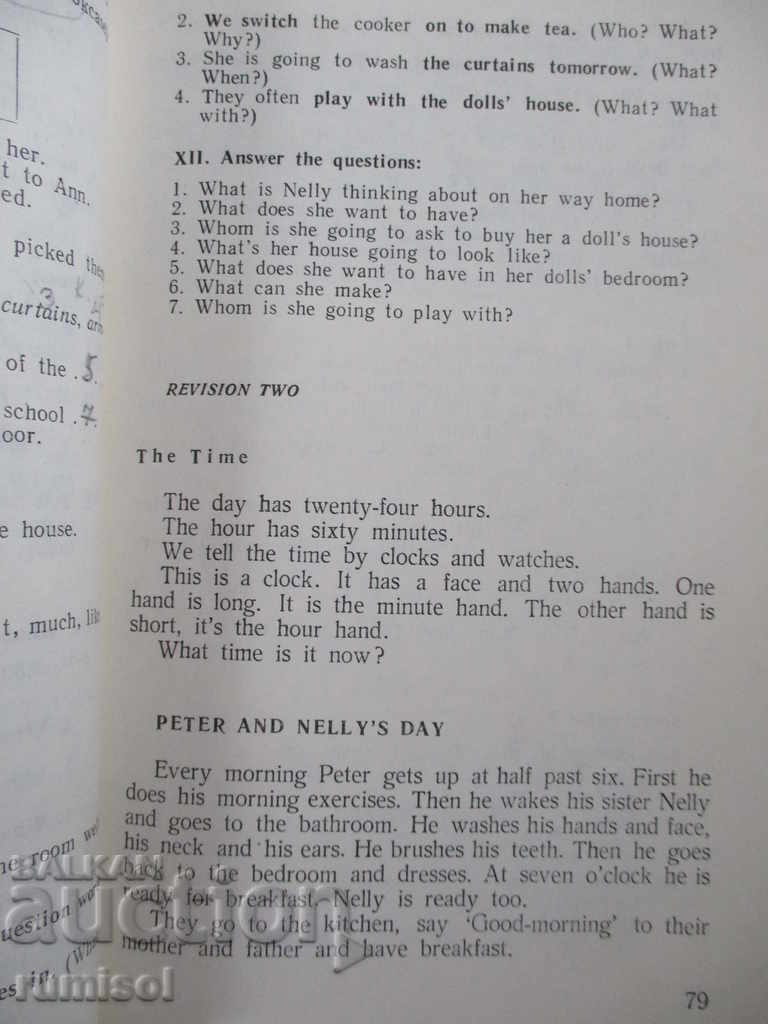 her.
t to Ann.
ed.
picked them
3
curtains, arm
of the . 5.
school . 7.
oor.
e house.
t, much, like
room
uestion
es in.
2. We switch the cooker on to make tea. (Who? What?
Why?)
3. She is going to wash the curtains tomorrow. (What?
When?)
4. They often play with the dolls' house. (What? What
with?)
XII. Answer the questions:
1. What is Nelly thinking about on her way home?
2. What does she want to have?
3. Whom is she going to ask to buy her a doll's house?
4. What's her house going to look like?
5. What does she want to have in her dolls' bedroom?
6. What can she make?
7. Whom is she going to play with?
REVISION TWO
The Time
The day has twenty-four hours.
The hour has sixty minutes.
We tell the time by clocks and watches.
This is a clock. It has a face and two hands. One
hand is long. It is the minute hand. The other hand is
short, it's the hour hand.
What time is it now?
PETER AND NELLY'S DAY
Every morning Peter gets up at half past six. First he
does his morning exercises. Then he wakes his sister Nelly
and goes to the bathroom. He washes his hands and face,
his neck and his ears. He brushes his teeth. Then he goes
back to the bedroom and dresses. At seven o'clock he is
ready for breakfast. Nelly is ready too.
They go to the kitchen, say 'Good-morning' to their
mother and father and have breakfast.
79
BALKAN
auction
rumisol